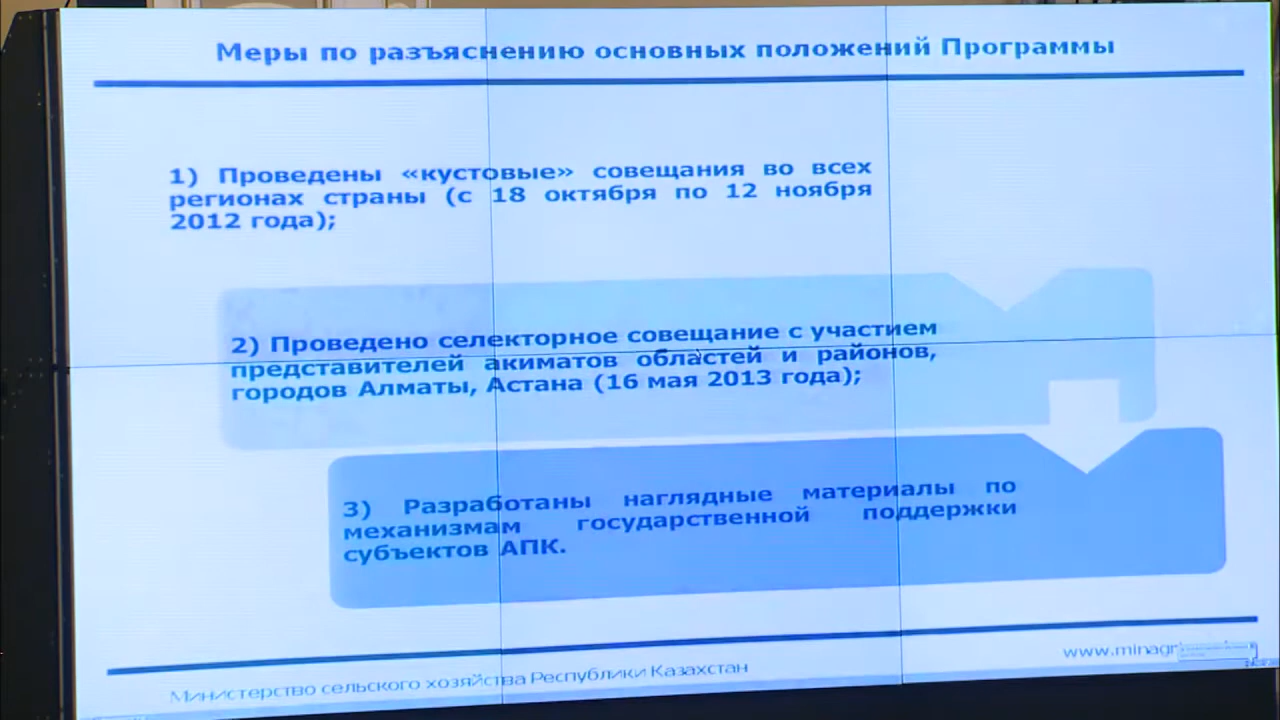 Меры по разъяснению основных положений Программы
1) Проведены «кустовые» совещания во всех
регионах страны (с 18 октября по 12 ноября
2012 года);
2) Проведено селекторное совещание с участием
представителей акиматов областей и районов,
городов Алматы, Астана (16 мая 2013 года);
3) Разработаны наглядные материалы по
механизмам государственной поддержки
субъектов АПК.
www.minagr
Министерство сельского хозяйства Республики Казахстан